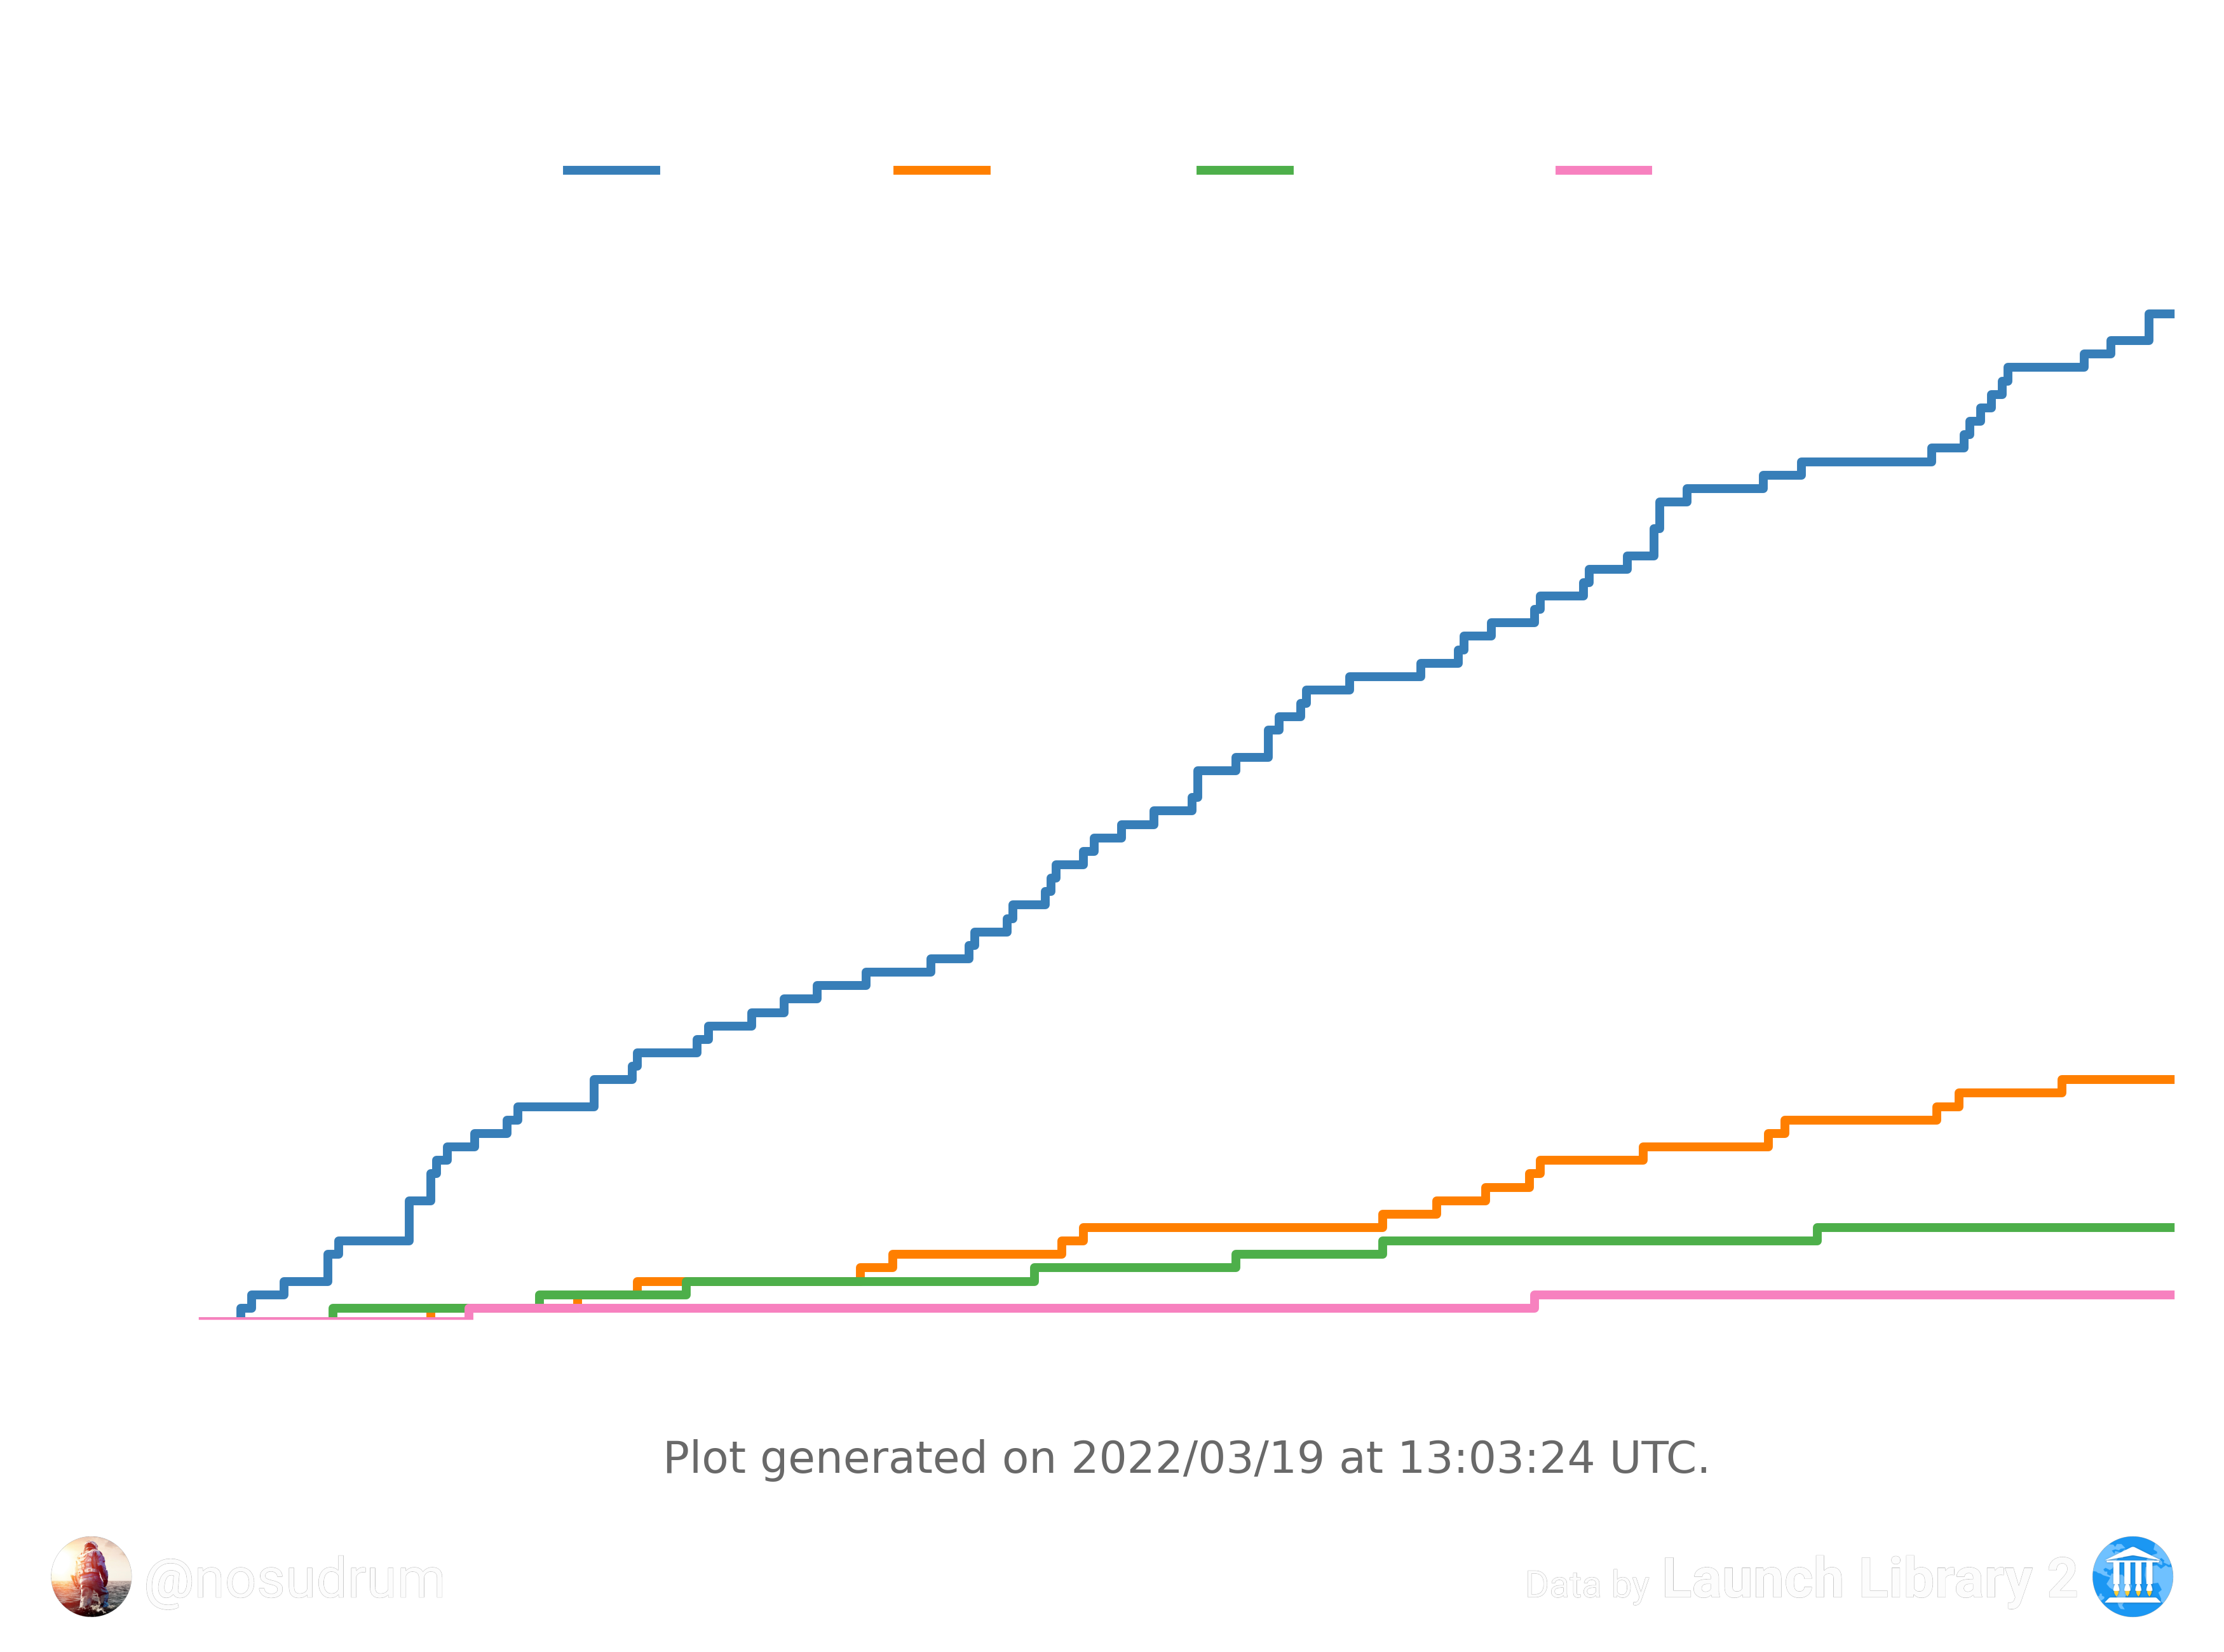 Plot generated on 2022/03/19 at 13:03:24 UTC.
@nosudrum
Data by Launch Library 2